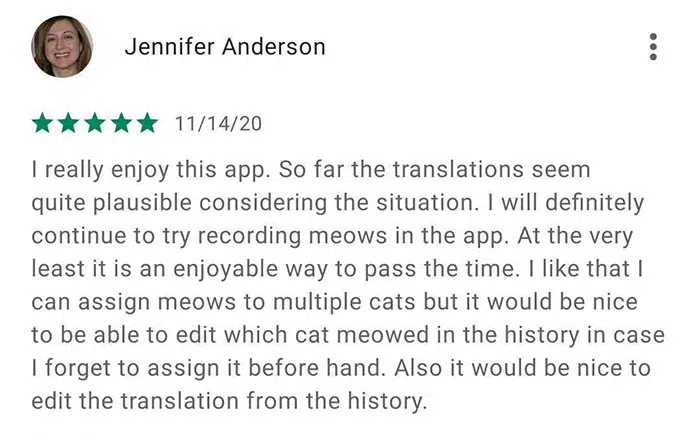 Jennifer Anderson
11/14/20
I really enjoy this app. So far the translations seem
quite plausible considering the situation. I will definitely
continue to try recording meows in the app. At the very
least it is an enjoyable way to pass the time. I like that I
can assign meows to multiple cats but it would be nice
to be able to edit which cat meowed in the history in case
I forget to assign it before hand. Also it would be nice to
edit the translation from the history.